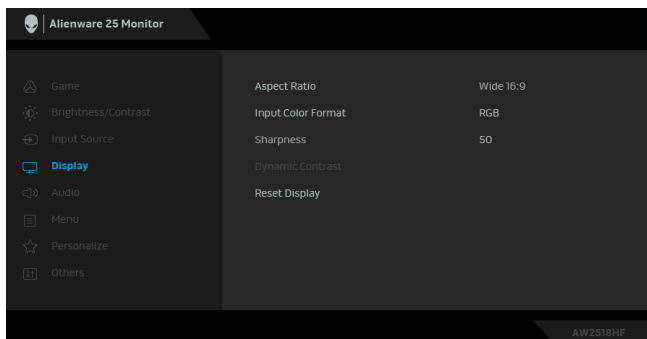 Alienware 25 Monitor
Game
Brightness/Contrast
Input Source
Display
Audio
Menu
Personalize
Others
Aspect Ratio Wide 16:9
Input Color Format RGB
Sharpness 50
Dynamic Contrast
Reset Display
AW2518HF